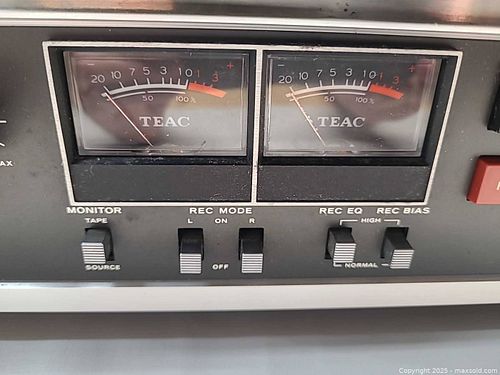 - +
20 10 7 5 3 1 0 1 3
50 100%
TEAC
- +
20 10 7 5 3 1 0 1 3
50 100%
TEAC
AX
MONITOR REC MODE REC EQ REC BIAS
TAPE L ON R HIGH
SOURCE OFF NORMAL
Copyright 2025 - maxsold.com